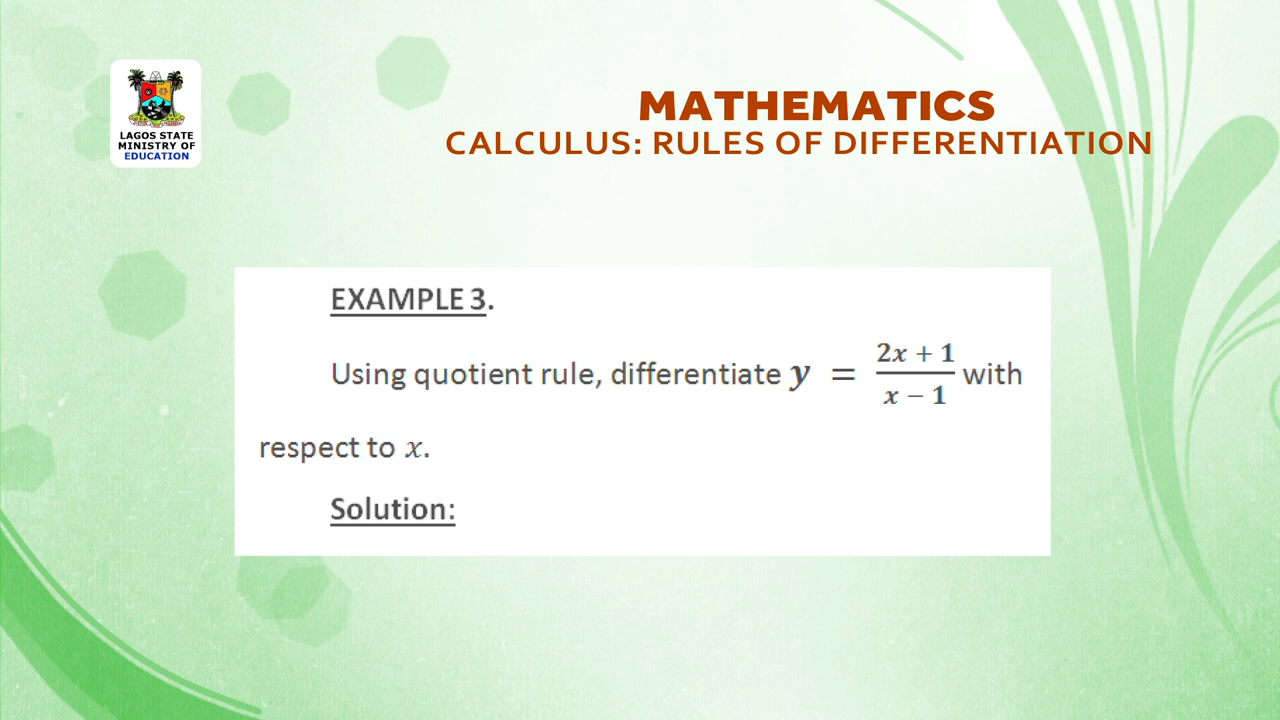 LAGOS STATE
MINISTRY OF
EDUCATION
MATHEMATICS
CALCULUS: RULES OF DIFFERENTIATION
EXAMPLE 3.
Using quotient rule, differentiate y = (2x + 1)/(x − 1) with
respect to x.
Solution: